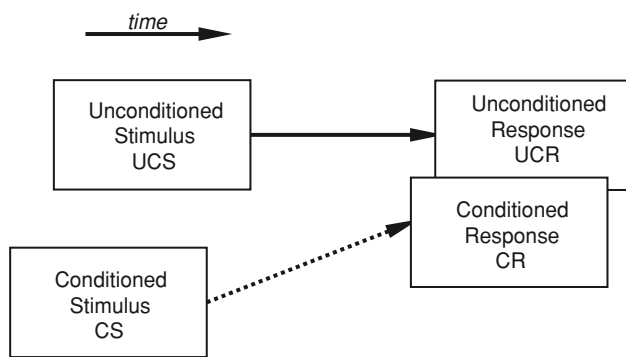 time
Unconditioned
Stimulus
UCS
Unconditioned
Response
UCR
Conditioned
Response
CR
Conditioned
Stimulus
CS